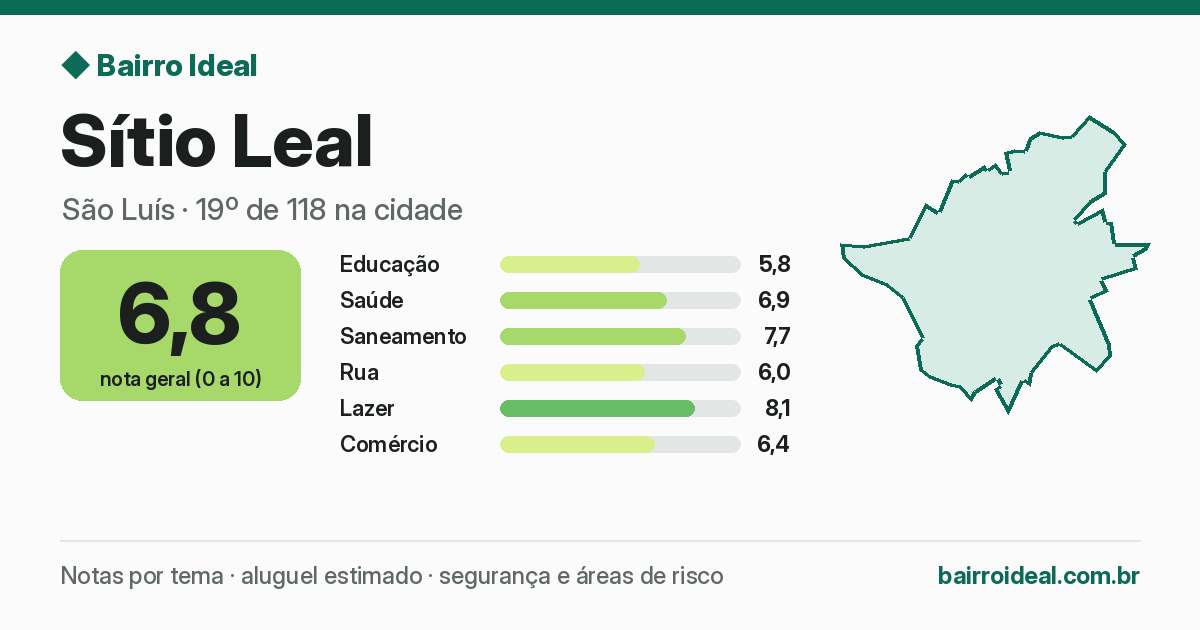 Bairro Ideal
Sítio Leal
São Luís · 19º de 118 na cidade
6,8
nota geral (0 a 10)
Educação 5,8
Saúde 6,9
Saneamento 7,7
Rua 6,0
Lazer 8,1
Comércio 6,4
Notas por tema · aluguel estimado · segurança e áreas de risco
bairroideal.com.br